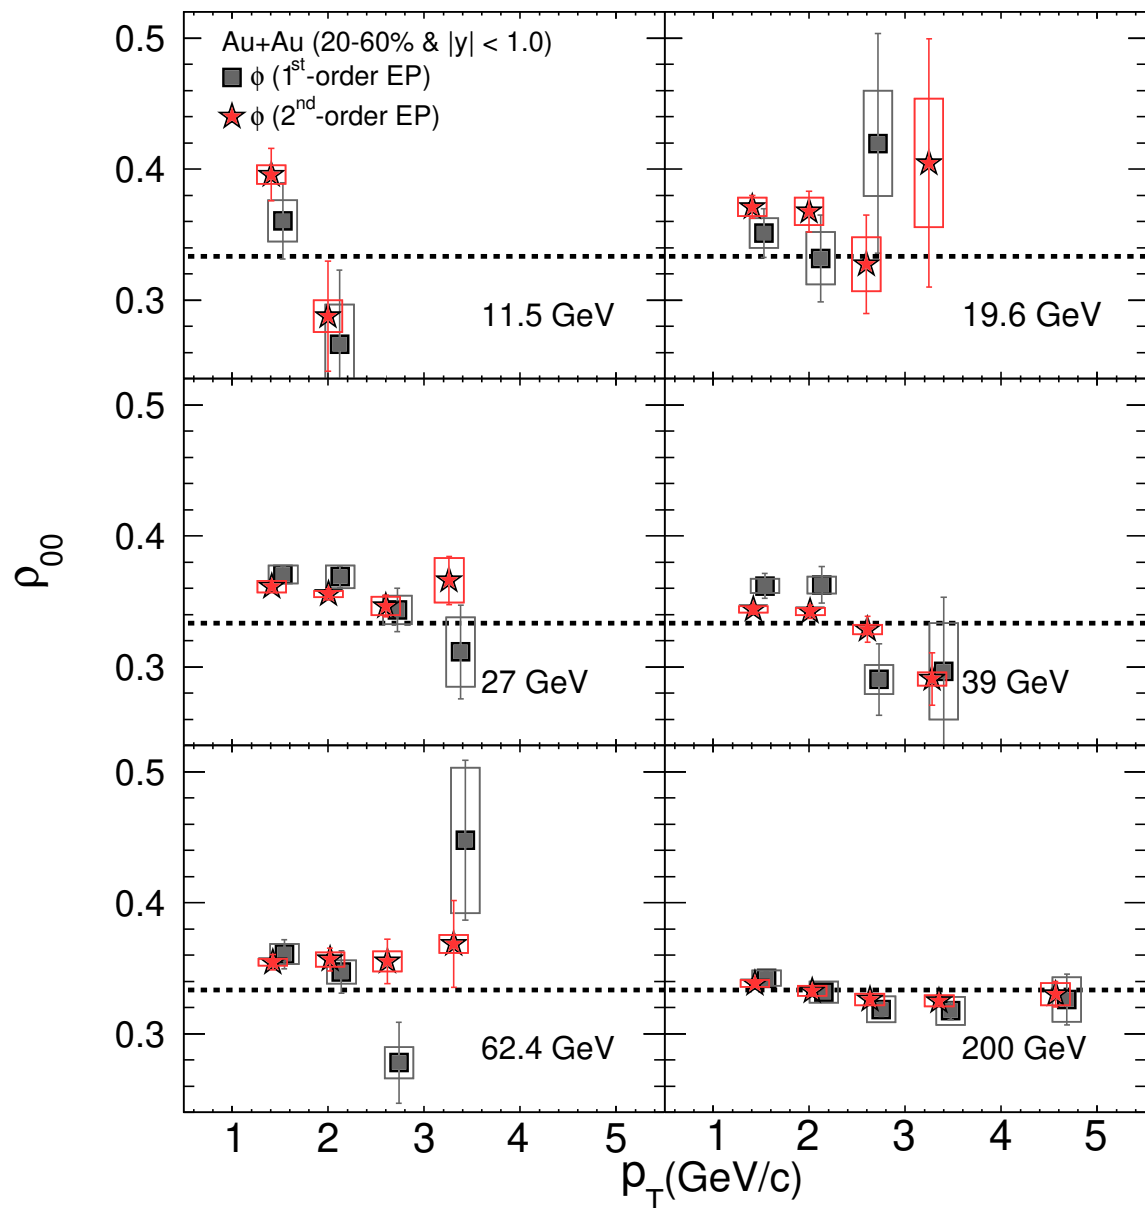 0.5
Au+Au (20-60% & |y| < 1.0)
ϕ (1st-order EP)
ϕ (2nd-order EP)
0.4
0.3
11.5 GeV
19.6 GeV
0.5
0.4
ρ00
0.3
27 GeV
39 GeV
0.5
0.4
0.3
62.4 GeV
200 GeV
1 2 3 4 5 1 2 3 4 5
pT(GeV/c)